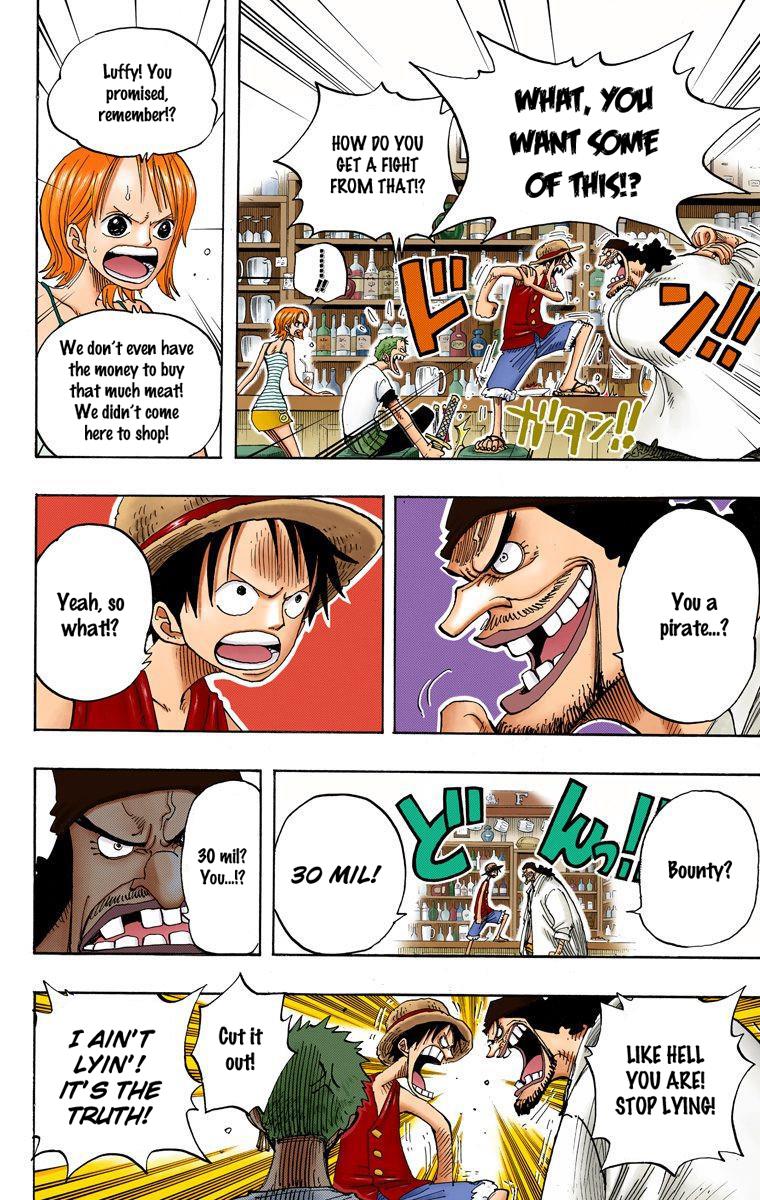 WHAT, YOU
WANT SOME
OF THIS!?
HOW DO YOU
GET A FIGHT
FROM THAT!?
......!!
ドン!!
ガタン!!
Luffy! You
promised,
remember!?
We don't even have
the money to buy
that much meat!
We didn't come
here to shop!
You a
pirate...?
Yeah, so
what!?
Bounty?
どんっ!!
F
30 MIL!
30 mil?
You...!?
LIKE HELL
YOU ARE!
STOP LYING!
Cut it
out!
I AIN'T
LYIN'!
IT'S THE
TRUTH!